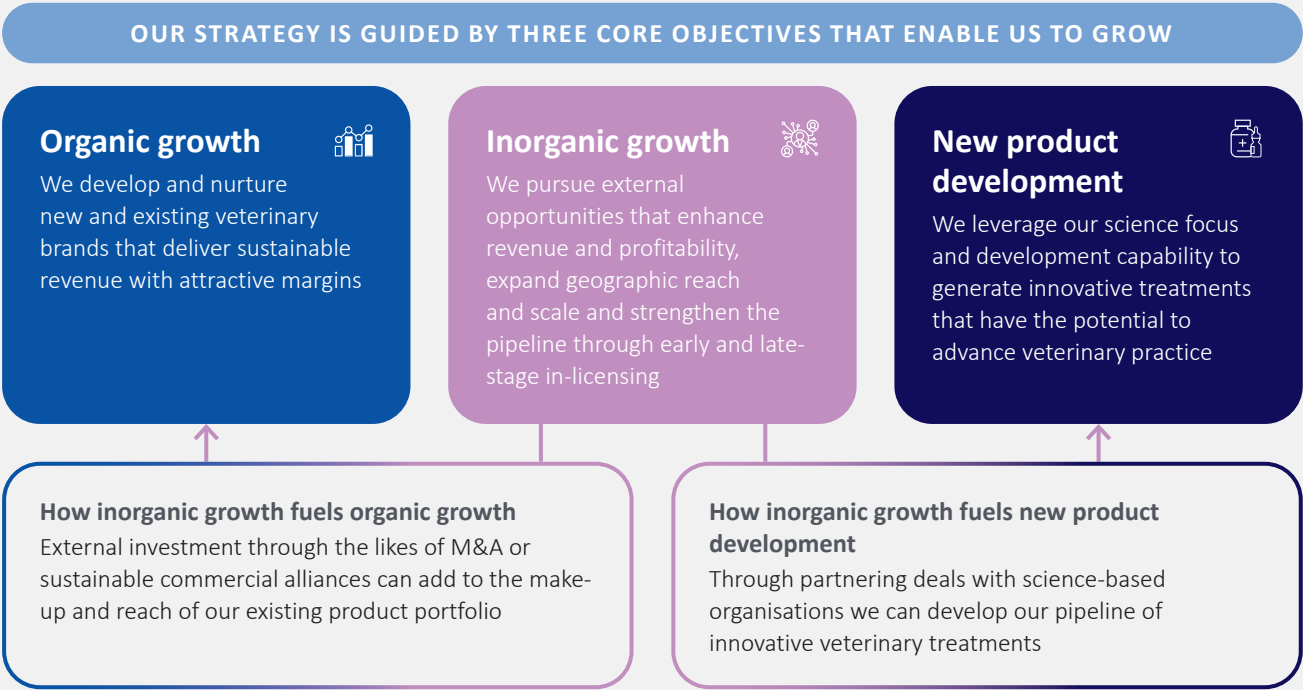 OUR STRATEGY IS GUIDED BY THREE CORE OBJECTIVES THAT ENABLE US TO GROW
Organic growth
We develop and nurture
new and existing veterinary
brands that deliver sustainable
revenue with attractive margins
Inorganic growth
We pursue external
opportunities that enhance
revenue and profitability,
expand geographic reach
and scale and strengthen the
pipeline through early and late-
stage in-licensing
New product
development
We leverage our science focus
and development capability to
generate innovative treatments
that have the potential to
advance veterinary practice
How inorganic growth fuels organic growth
External investment through the likes of M&A or
sustainable commercial alliances can add to the make-
up and reach of our existing product portfolio
How inorganic growth fuels new product
development
Through partnering deals with science-based
organisations we can develop our pipeline of
innovative veterinary treatments